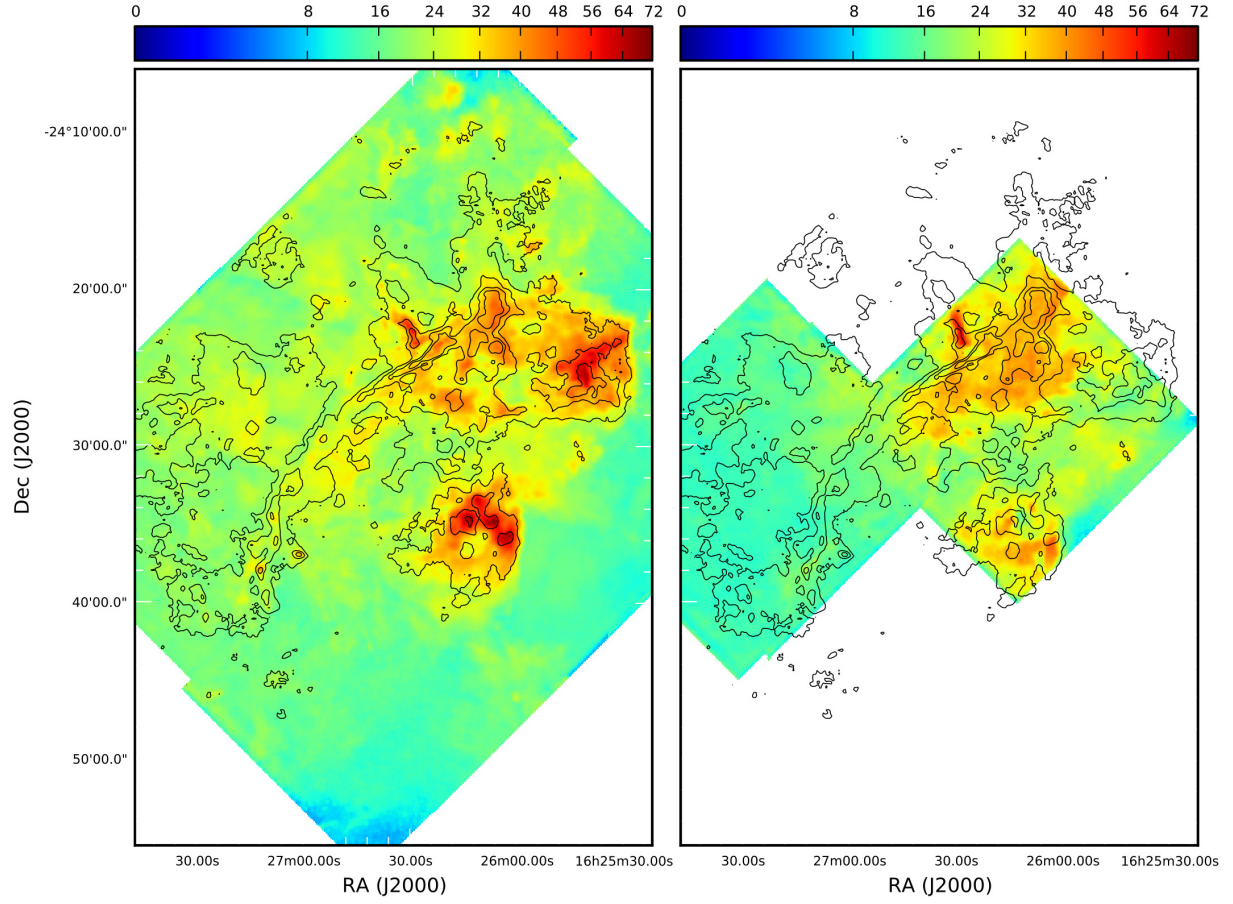 0 8 16 24 32 40 48 56 64 72
0 8 16 24 32 40 48 56 64 72
-24°10'00.0"
20'00.0"
30'00.0"
40'00.0"
50'00.0"
Dec (J2000)
30.00s 27m00.00s 30.00s 26m00.00s 16h25m30.00s
30.00s 27m00.00s 30.00s 26m00.00s 16h25m30.00s
RA (J2000)
RA (J2000)